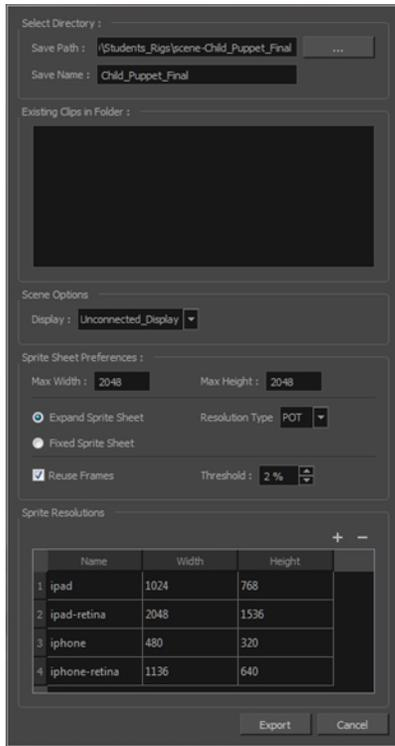 Select Directory :
Save Path : \Students_Rigs\scene-Child_Puppet_Final ...
Save Name : Child_Puppet_Final
Existing Clips in Folder :
Scene Options
Display : Unconnected_Display
Sprite Sheet Preferences :
Max Width : 2048 Max Height : 2048
Expand Sprite Sheet Resolution Type POT
Fixed Sprite Sheet
Reuse Frames Threshold : 2 %
Sprite Resolutions
+ −
Name Width Height
1 ipad 1024 768
2 ipad-retina 2048 1536
3 iphone 480 320
4 iphone-retina 1136 640
Export Cancel